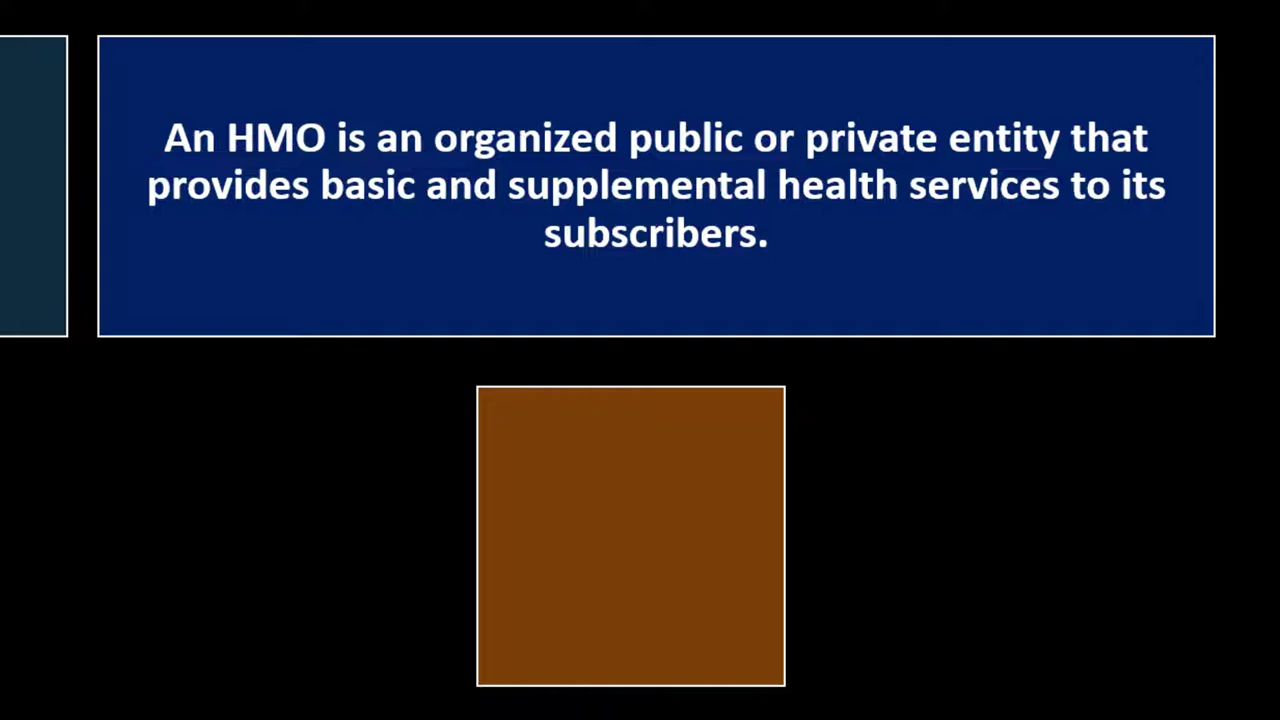 An HMO is an organized public or private entity that
provides basic and supplemental health services to its
subscribers.